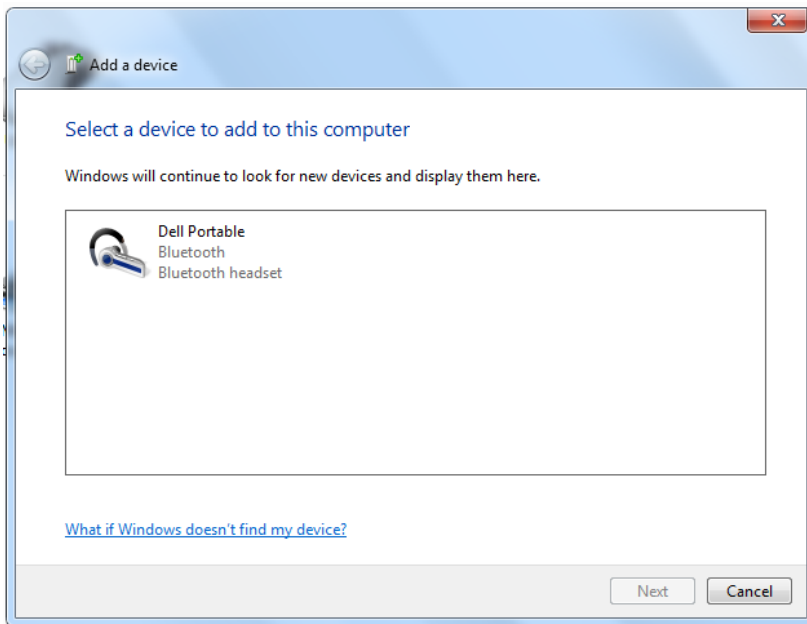 Add a device
Select a device to add to this computer
Windows will continue to look for new devices and display them here.
Dell Portable
Bluetooth
Bluetooth headset
What if Windows doesn't find my device?
Next
Cancel